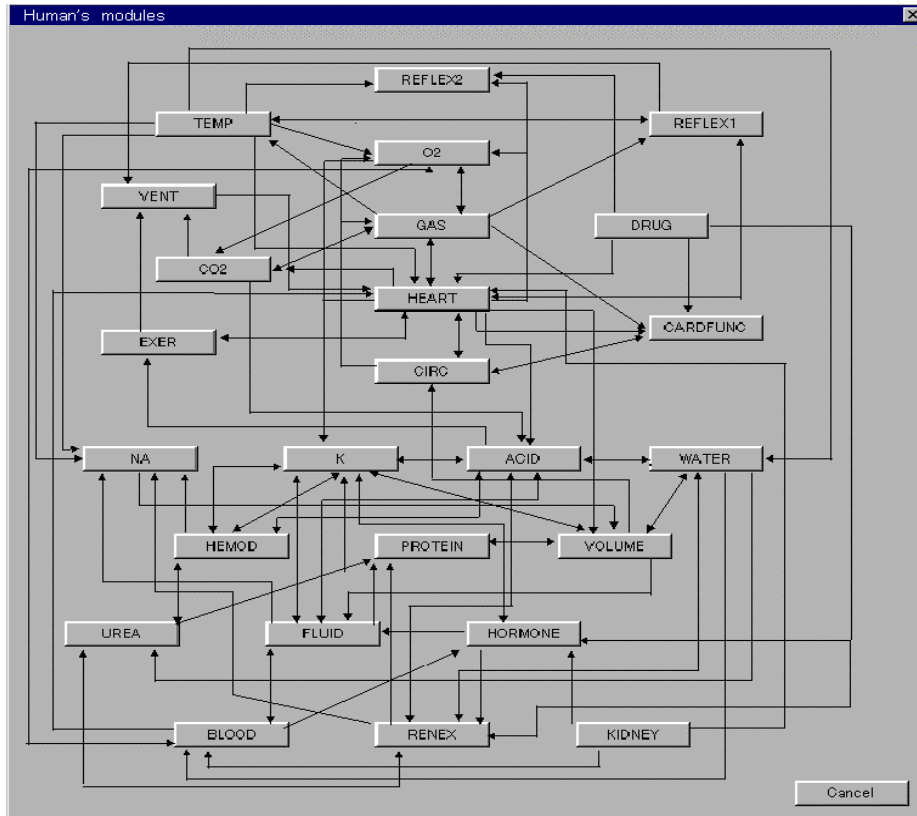 Human's modules
REFLEX2
TEMP
REFLEX1
O2
VENT
GAS
DRUG
CO2
HEART
CARDFUNC
EXER
CIRC
NA
K
ACID
WATER
HEMOD
PROTEIN
VOLUME
UREA
FLUID
HORMONE
BLOOD
RENEX
KIDNEY
Cancel